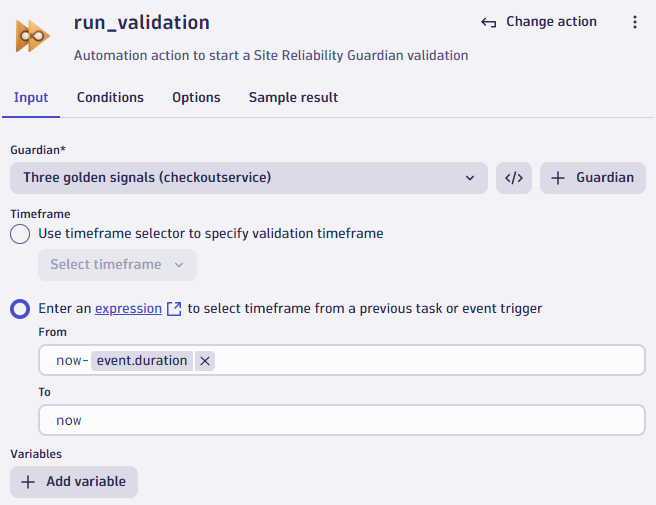 run_validation
Change action
Automation action to start a Site Reliability Guardian validation
Input Conditions Options Sample result
Guardian*
Three golden signals (checkoutservice)
</>
+ Guardian
Timeframe
Use timeframe selector to specify validation timeframe
Select timeframe
Enter an expression to select timeframe from a previous task or event trigger
From
now-event.duration
To
now
Variables
+ Add variable